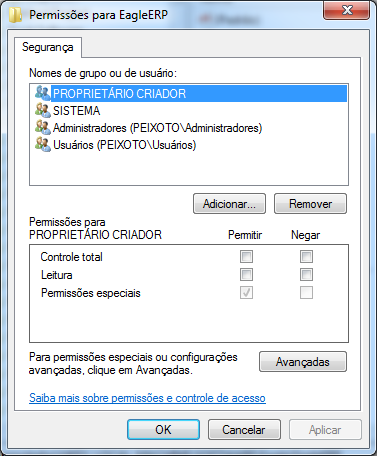 Permissões para EagleERP
Segurança
Nomes de grupo ou de usuário:
PROPRIETÁRIO CRIADOR
SISTEMA
Administradores (PEIXOTO\Administradores)
Usuários (PEIXOTO\Usuários)
Adicionar... Remover
Permissões para
PROPRIETÁRIO CRIADOR Permitir Negar
Controle total
Leitura
Permissões especiais
Para permissões especiais ou configurações
avançadas, clique em Avançadas.
Avançadas
Saiba mais sobre permissões e controle de acesso
OK Cancelar Aplicar